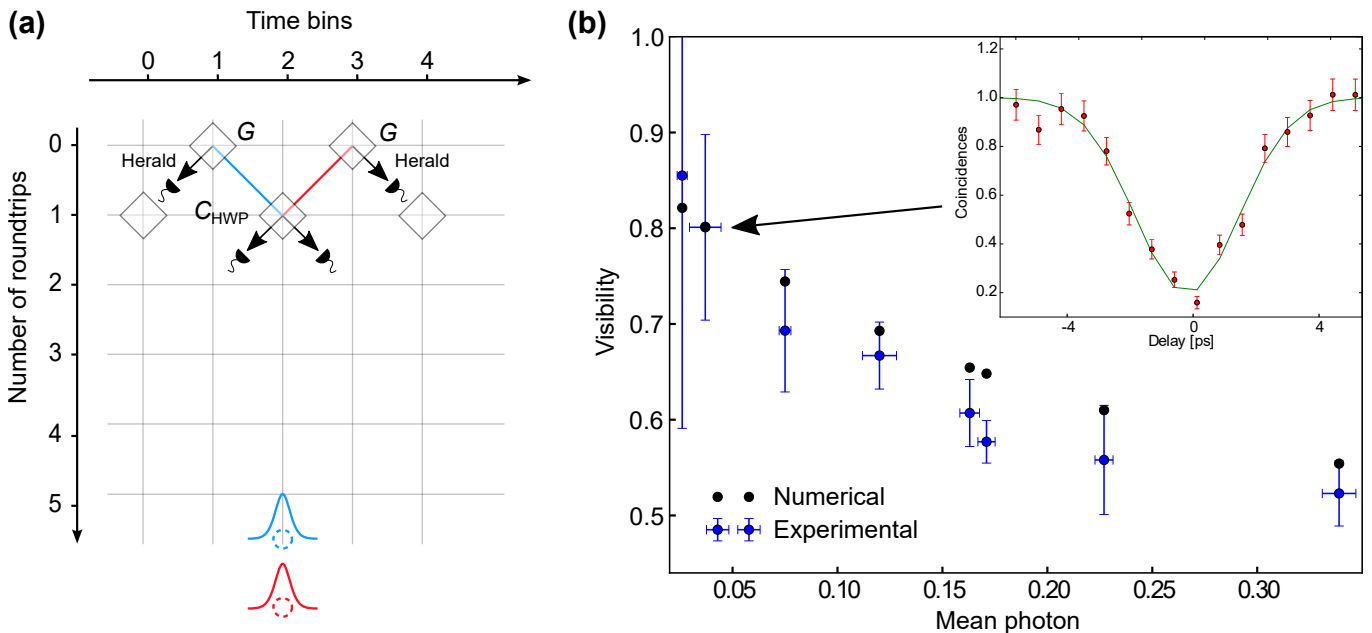 (a)
Time bins
0 1 2 3 4
Number of roundtrips
0
1
2
3
4
5
G
G
Herald
Herald
C_HWP
(b)
Visibility
1.0
0.9
0.8
0.7
0.6
0.5
0.05 0.10 0.15 0.20 0.25 0.30
Mean photon
Numerical
Experimental
Coincidences
1.2
1.0
0.8
0.6
0.4
0.2
-4 0 4
Delay [ps]